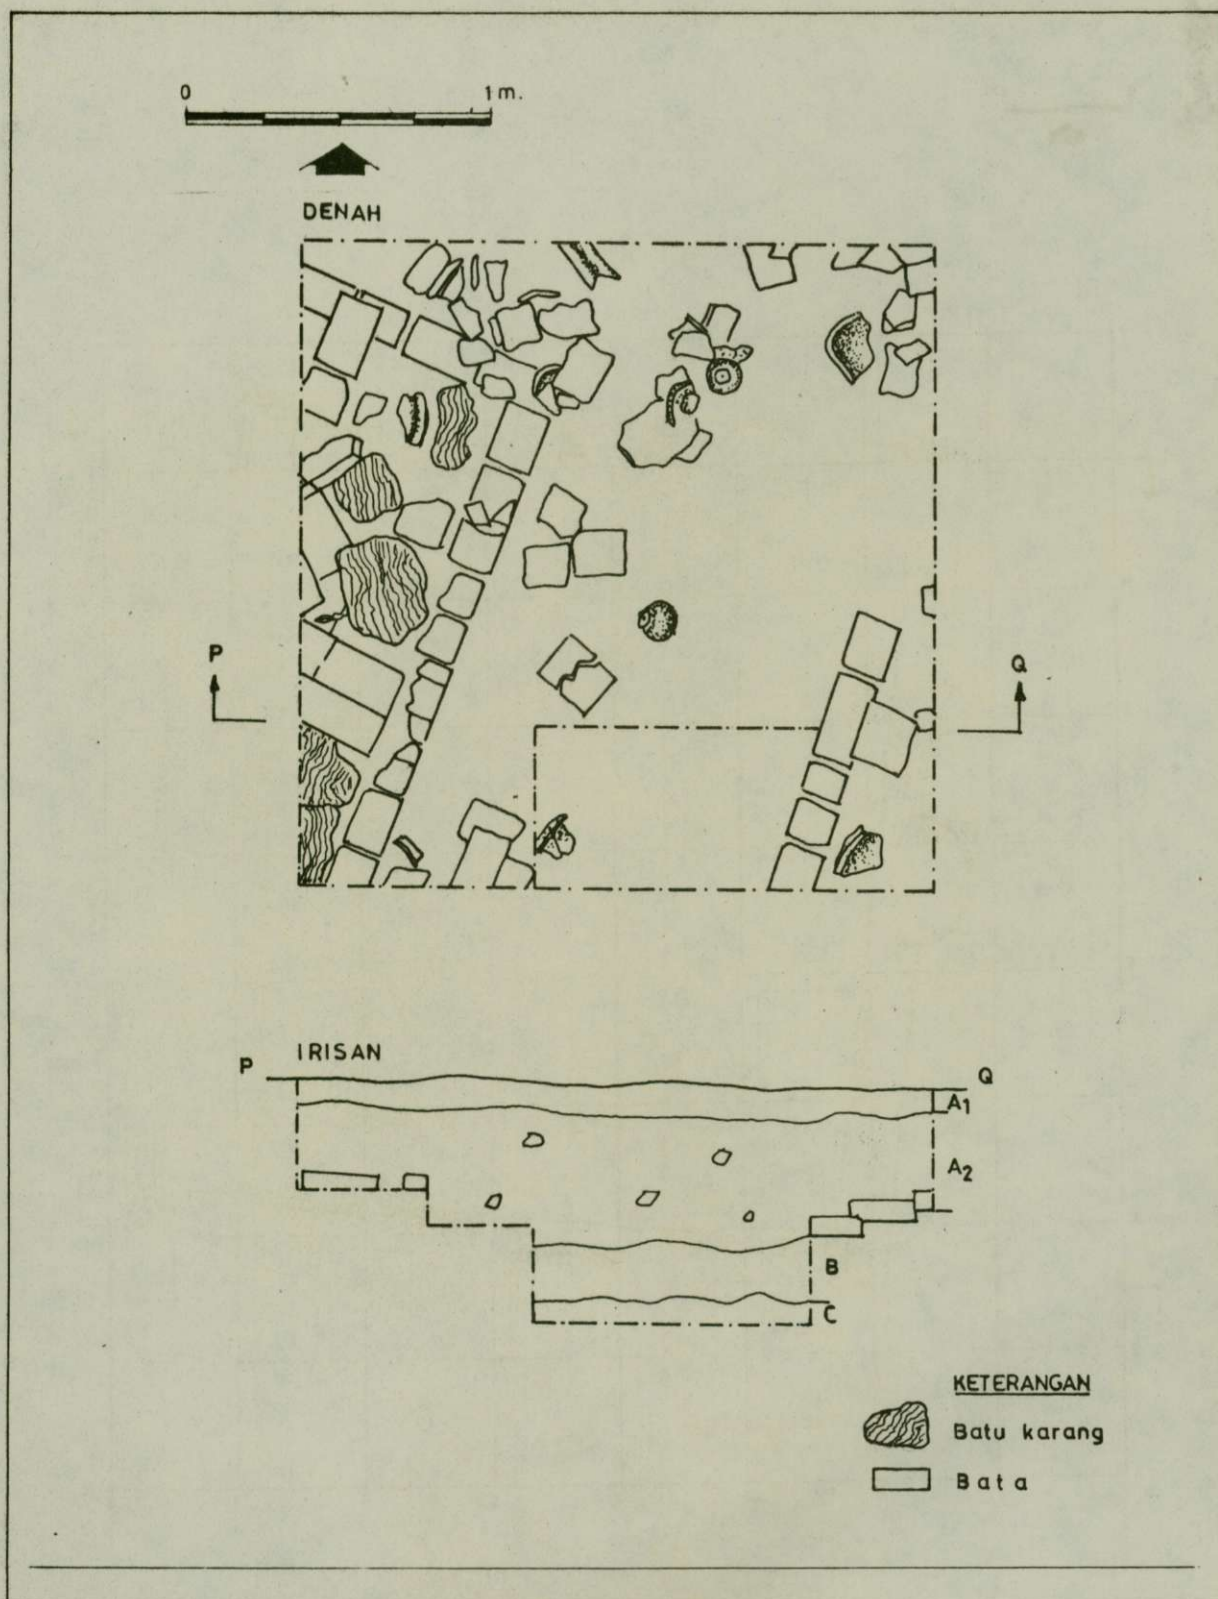 0 1 m.
DENAH
P Q
IRISAN
P Q
A1
A2
B
C
KETERANGAN
Batu karang
Bata